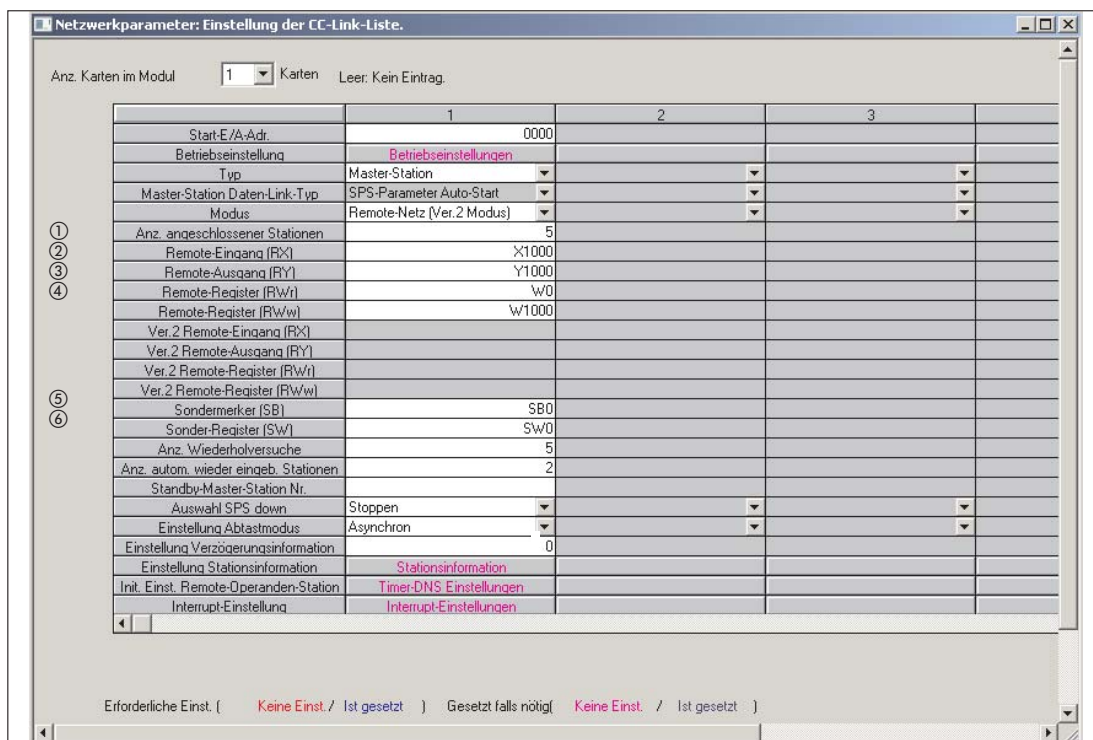 Netzwerkparameter: Einstellung der CC-Link-Liste.
Anz. Karten im Modul 1 Karten Leer: Kein Eintrag.
1 2 3
Start-E/A-Adr. 0000
Betriebseinstellung Betriebseinstellungen
Typ Master-Station
Master-Station Daten-Link-Typ SPS-Parameter Auto-Start
Modus Remote-Netz (Ver.2 Modus)
① Anz. angeschlossener Stationen 5
② Remote-Eingang (RX) X1000
③ Remote-Ausgang (RY) Y1000
④ Remote-Register (RWr) W0
Remote-Register (RWw) W1000
Ver.2 Remote-Eingang (RX)
Ver.2 Remote-Ausgang (RY)
Ver.2 Remote-Register (RWr)
Ver.2 Remote-Register (RWw)
⑤ Sondermerker (SB) SB0
⑥ Sonder-Register (SW) SW0
Anz. Wiederholversuche 5
Anz. autom. wieder eingeb. Stationen 2
Standby-Master-Station Nr.
Auswahl SPS down Stoppen
Einstellung Abtastmodus Asynchron
Einstellung Verzögerungsinformation 0
Einstellung Stationsinformation Stationsinformation
Init. Einst. Remote-Operanden-Station Timer-DNS Einstellungen
Interrupt-Einstellung Interrupt-Einstellungen
Erforderliche Einst. ( Keine Einst. / Ist gesetzt ) Gesetzt falls nötig( Keine Einst. / Ist gesetzt )